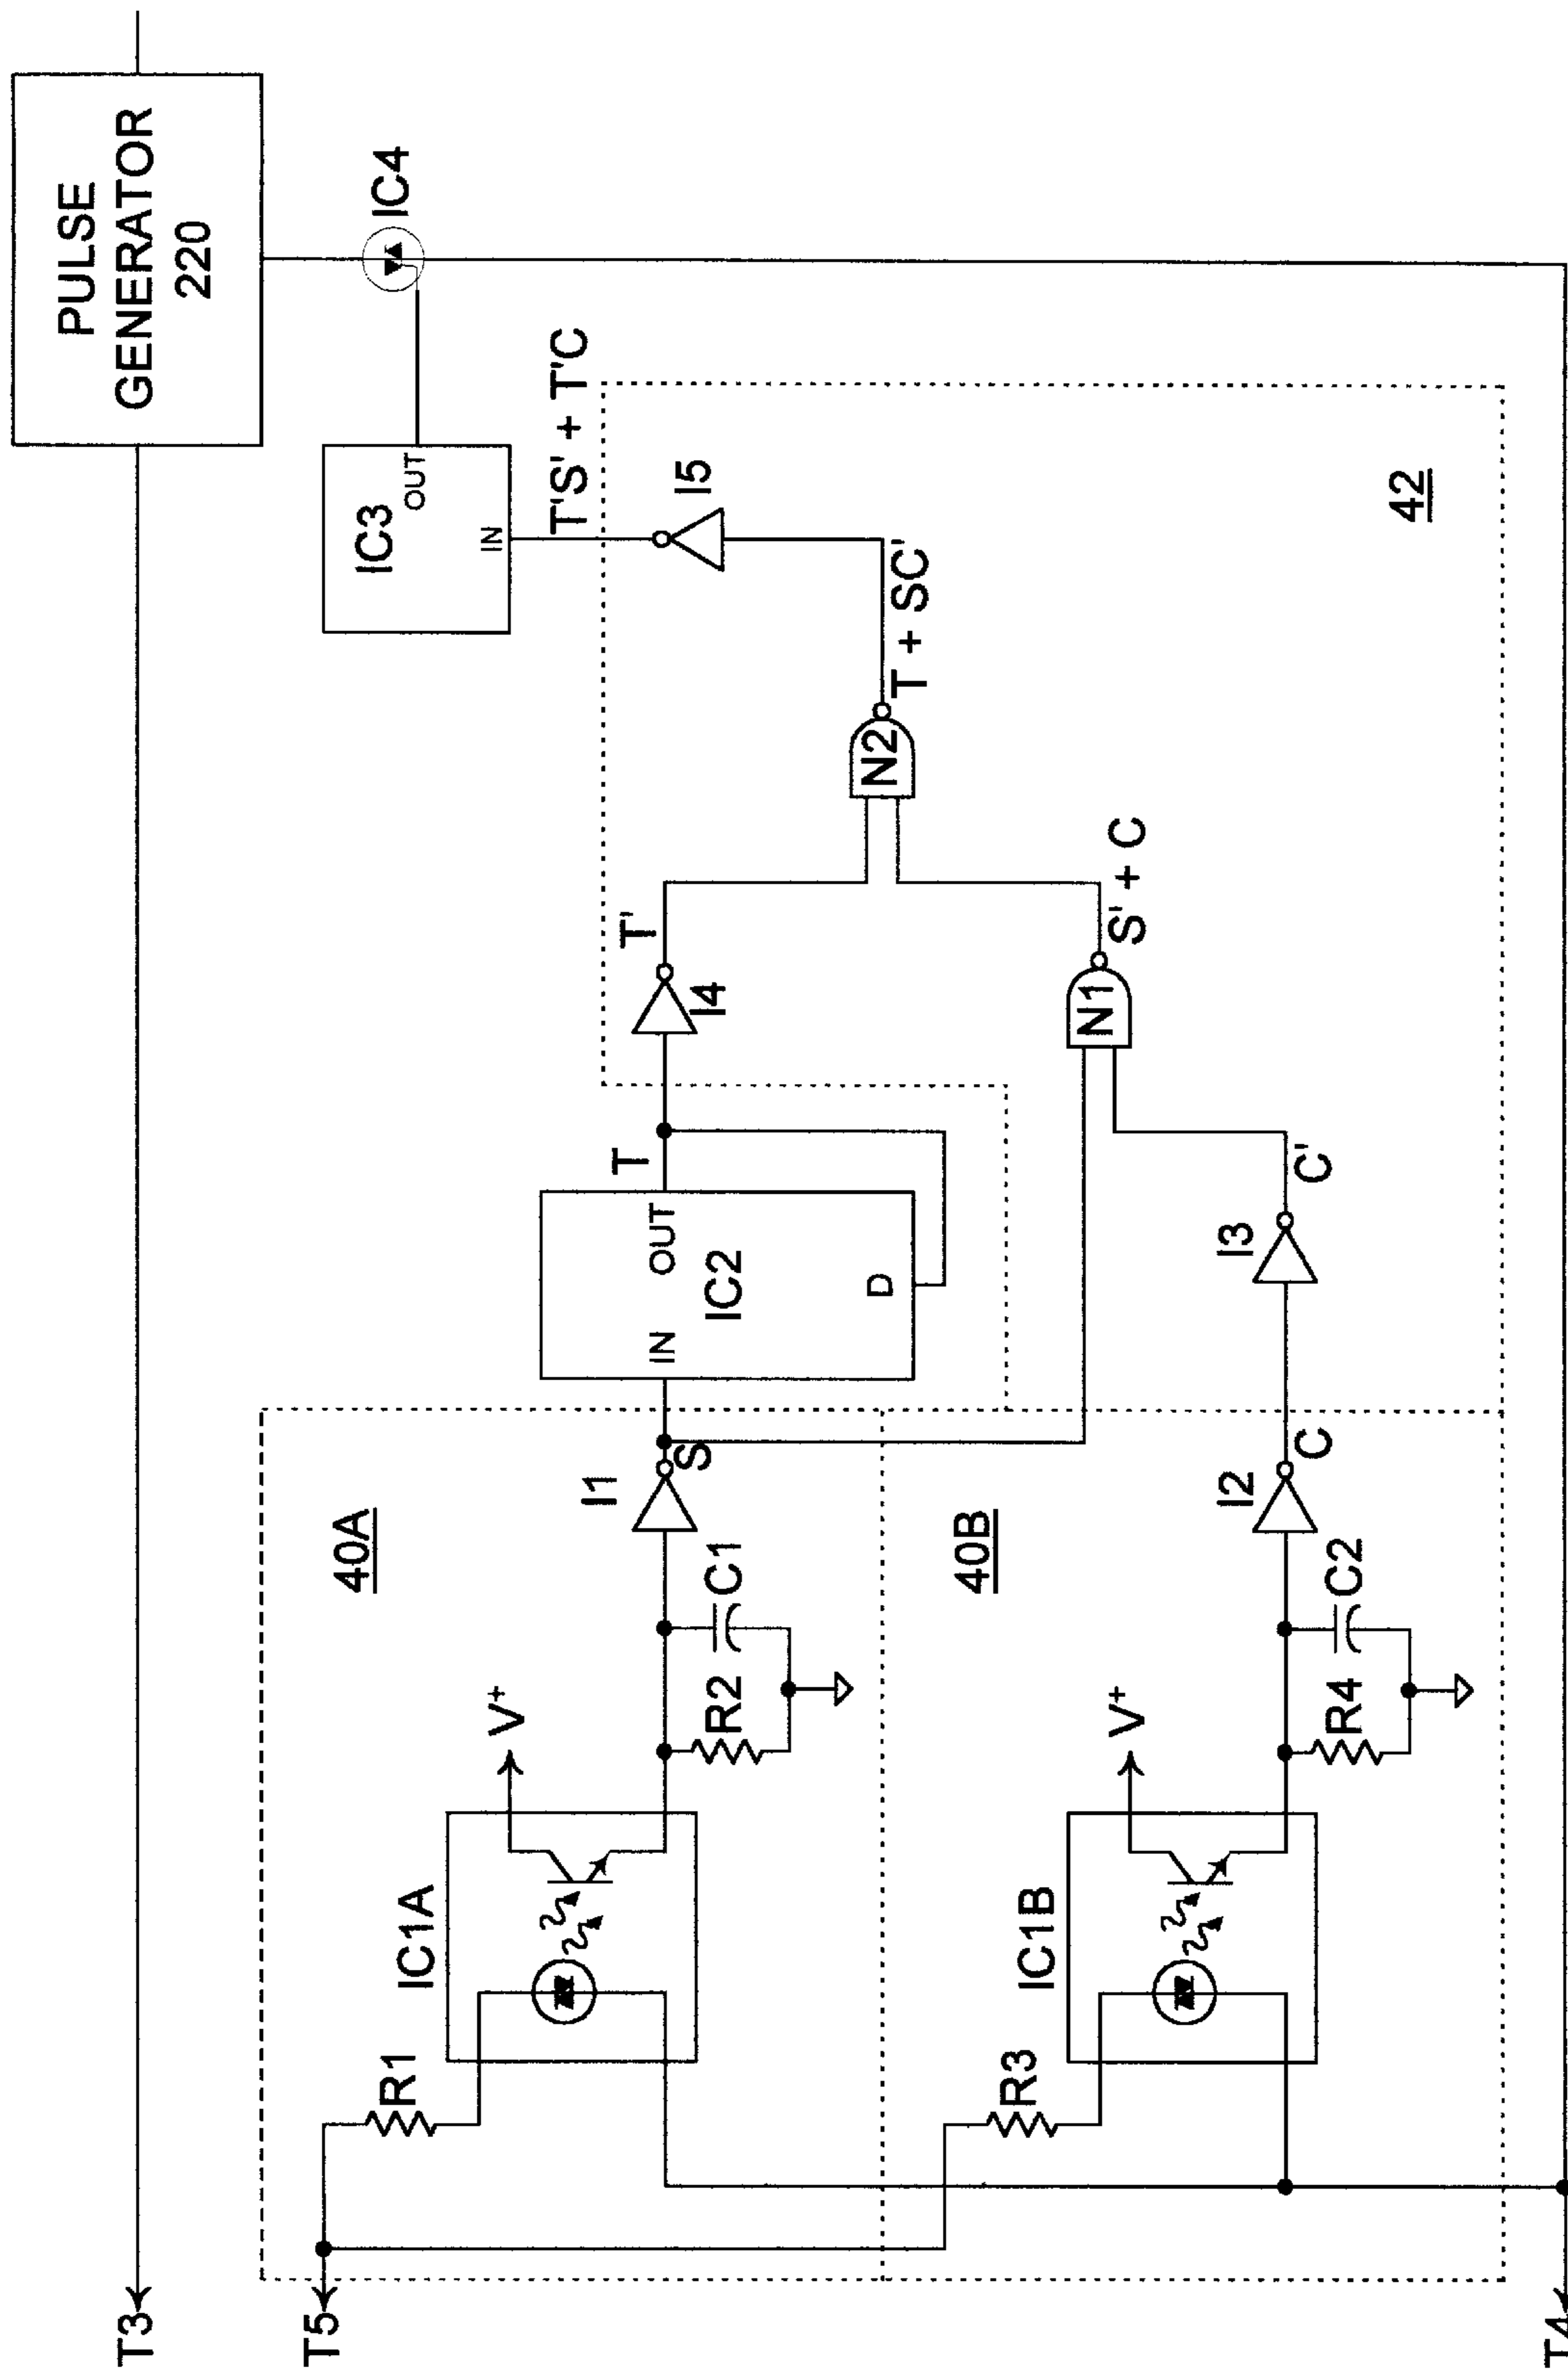 PULSE
GENERATOR
220
IC4
IC3
OUT
IN
T'S' + T'C
I5
42
T + SC'
N2
T'
I4
S' + C
N1
T
OUT
IN
IC2
D
C'
I3
40A
I1
S
C1
R2
V+
IC1A
R1
40B
I2
C
C2
R4
V+
IC1B
R3
T3
T5
T4